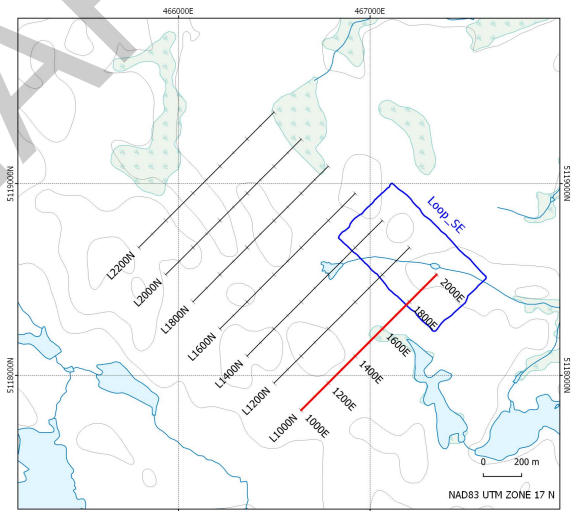 466000E
467000E
5119000N
5119000N
Loop_SE
L2200N
L2000N
2000E
L1800N
1800E
L1600N
1600E
L1400N
1400E
5118000N
5118000N
L1200N
1200E
L1000N
1000E
0 200 m
NAD83 UTM ZONE 17 N